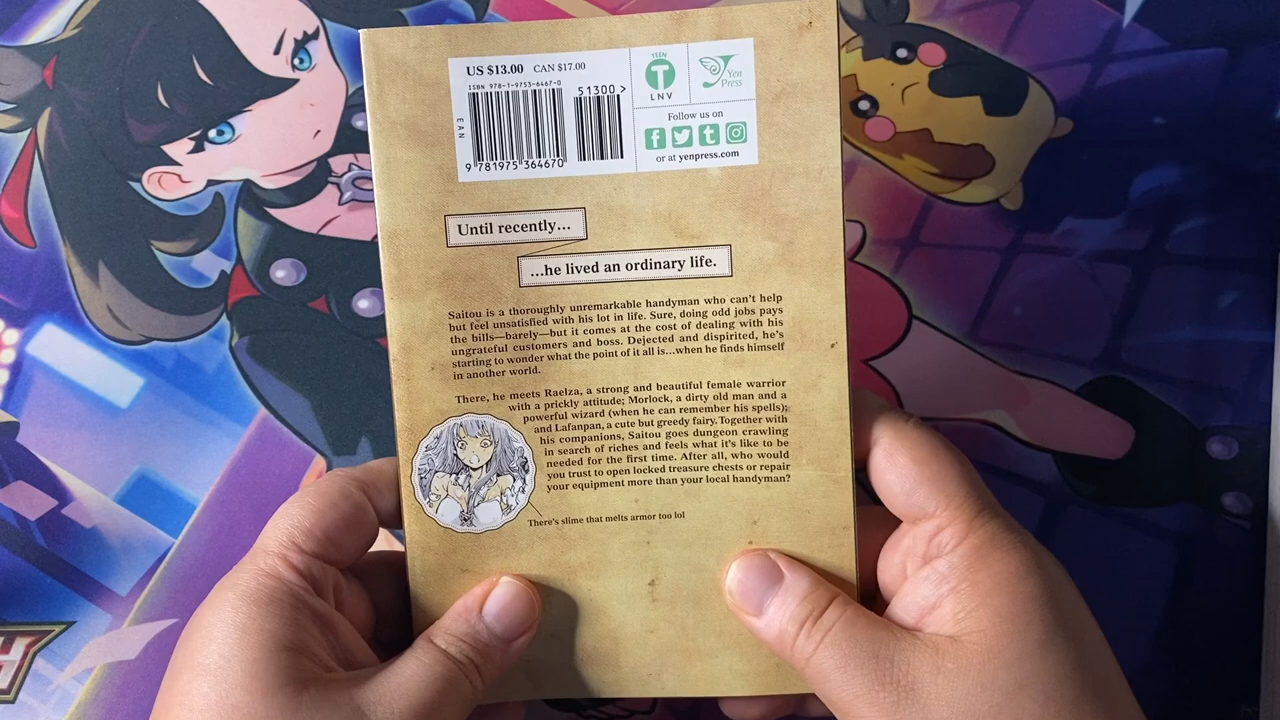 US $13.00 CAN $17.00
ISBN 978-1-9753-6467-0
51300 >
EAN
9 781975 364670
TEEN
T
LNV
Yen
Press
Follow us on
f t
or at yenpress.com
Until recently...
...he lived an ordinary life.
Saitou is a thoroughly unremarkable handyman who can't help
but feel unsatisfied with his lot in life. Sure, doing odd jobs pays
the bills—barely—but it comes at the cost of dealing with his
ungrateful customers and boss. Dejected and dispirited, he's
starting to wonder what the point of it all is...when he finds himself
in another world.
There, he meets Raelza, a strong and beautiful female warrior
with a prickly attitude; Morlock, a dirty old man and a
powerful wizard (when he can remember his spells);
and Lafanpan, a cute but greedy fairy. Together with
his companions, Saitou goes dungeon crawling
in search of riches and feels what it's like to be
needed for the first time. After all, who would
you trust to open locked treasure chests or repair
your equipment more than your local handyman?
There's slime that melts armor too lol
H